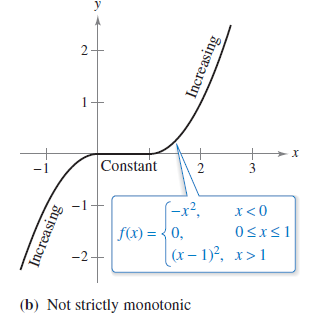 y
2
Increasing
1
x
-1
Constant
2
3
Increasing
-1
f(x) = { -x², x < 0
0, 0 ≤ x ≤ 1
(x - 1)², x > 1
-2
(b) Not strictly monotonic